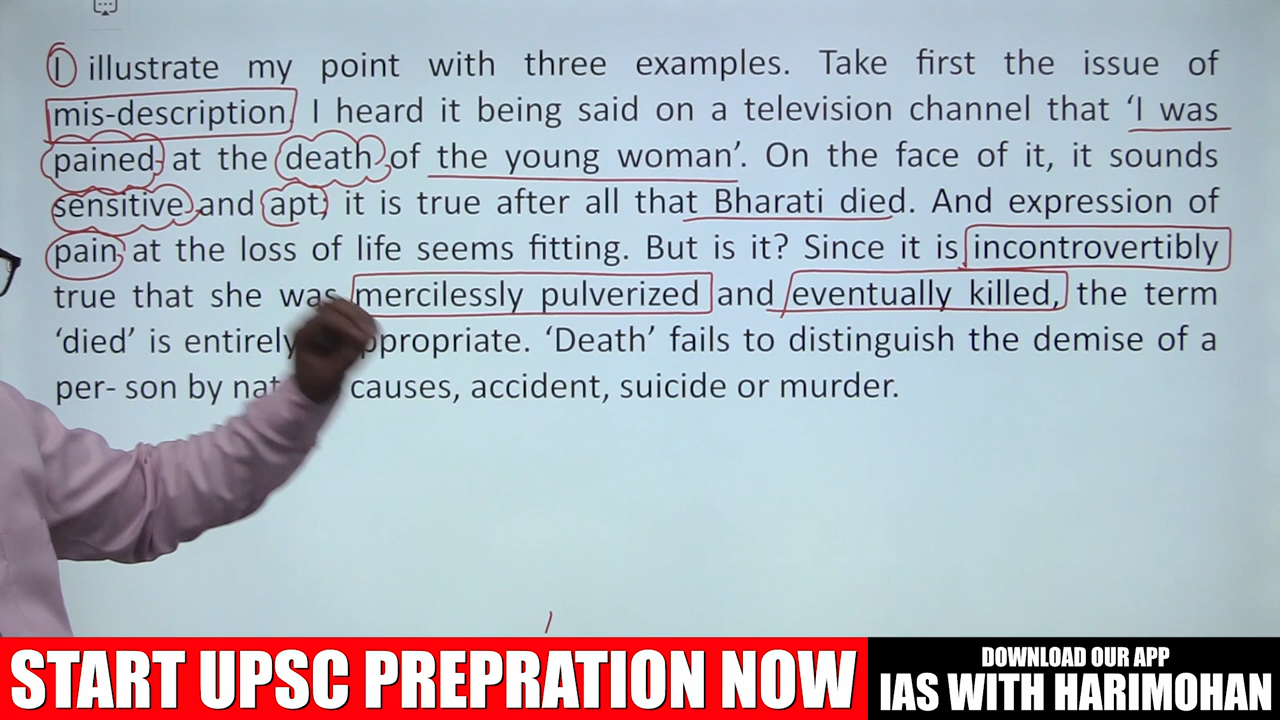 I illustrate my point with three examples. Take first the issue of
mis-description. I heard it being said on a television channel that ‘I was
pained at the death of the young woman’. On the face of it, it sounds
sensitive and apt; it is true after all that Bharati died. And expression of
pain at the loss of life seems fitting. But is it? Since it is incontrovertibly
true that she was mercilessly pulverized and eventually killed, the term
‘died’ is entirely ppropriate. ‘Death’ fails to distinguish the demise of a
per- son by nat causes, accident, suicide or murder.
START UPSC PREPRATION NOW
DOWNLOAD OUR APP
IAS WITH HARIMOHAN